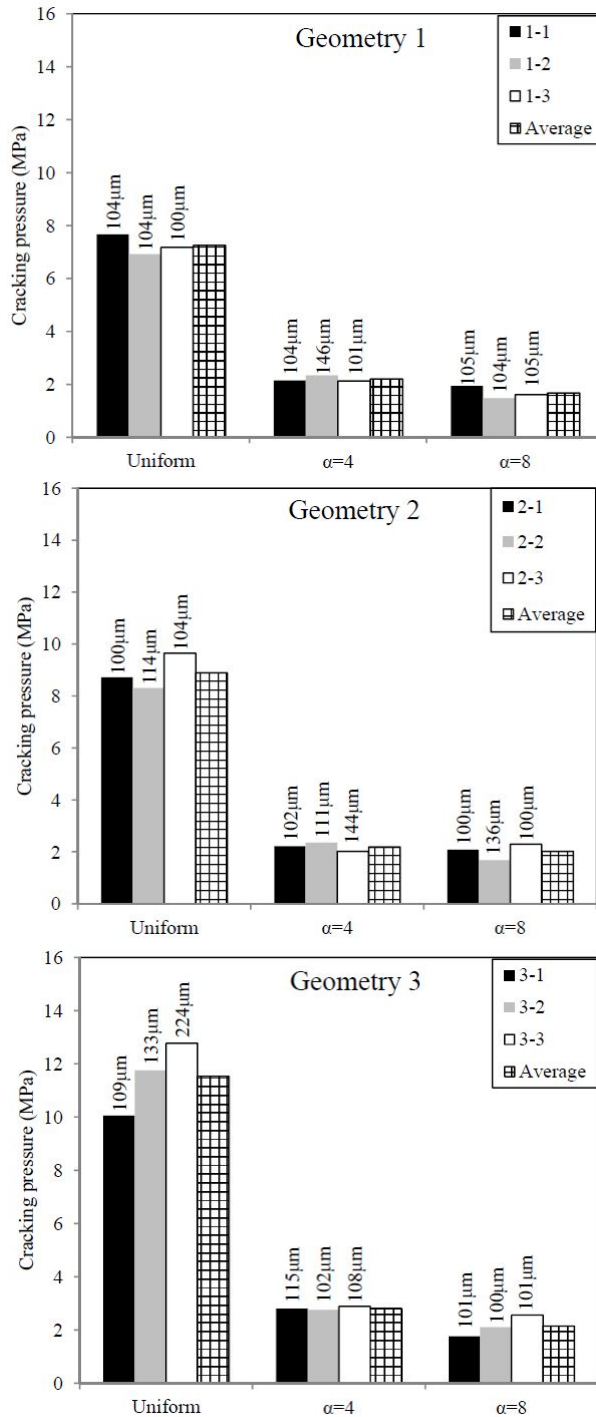 Geometry 1
1-1
1-2
1-3
Average
Cracking pressure (MPa)
16
14
12
10
8
6
4
2
0
104μm
104μm
100μm
104μm
146μm
101μm
105μm
104μm
105μm
Uniform
α=4
α=8
Geometry 2
2-1
2-2
2-3
Average
Cracking pressure (MPa)
16
14
12
10
8
6
4
2
0
100μm
114μm
104μm
102μm
111μm
144μm
100μm
136μm
100μm
Uniform
α=4
α=8
Geometry 3
3-1
3-2
3-3
Average
Cracking pressure (MPa)
16
14
12
10
8
6
4
2
0
109μm
133μm
224μm
115μm
102μm
108μm
101μm
100μm
101μm
Uniform
α=4
α=8